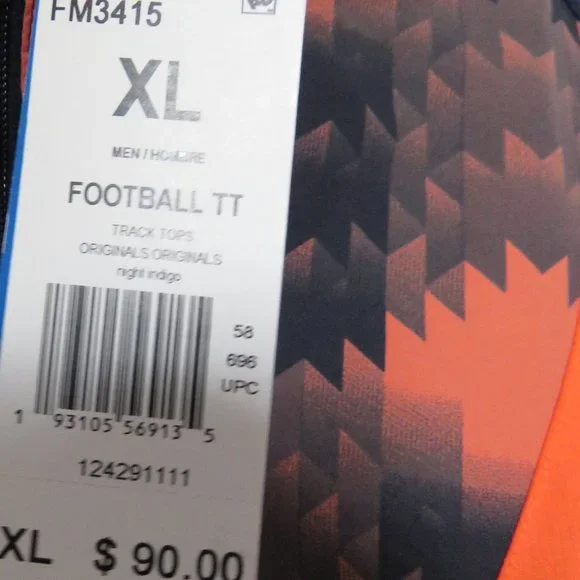 FM3415
XL
MEN / HOMBRE
FOOTBALL TT
TRACK TOPS
ORIGINALS ORIGINALS
night indigo
58
696
UPC
1 93105 56913 5
124291111
XL $ 90.00